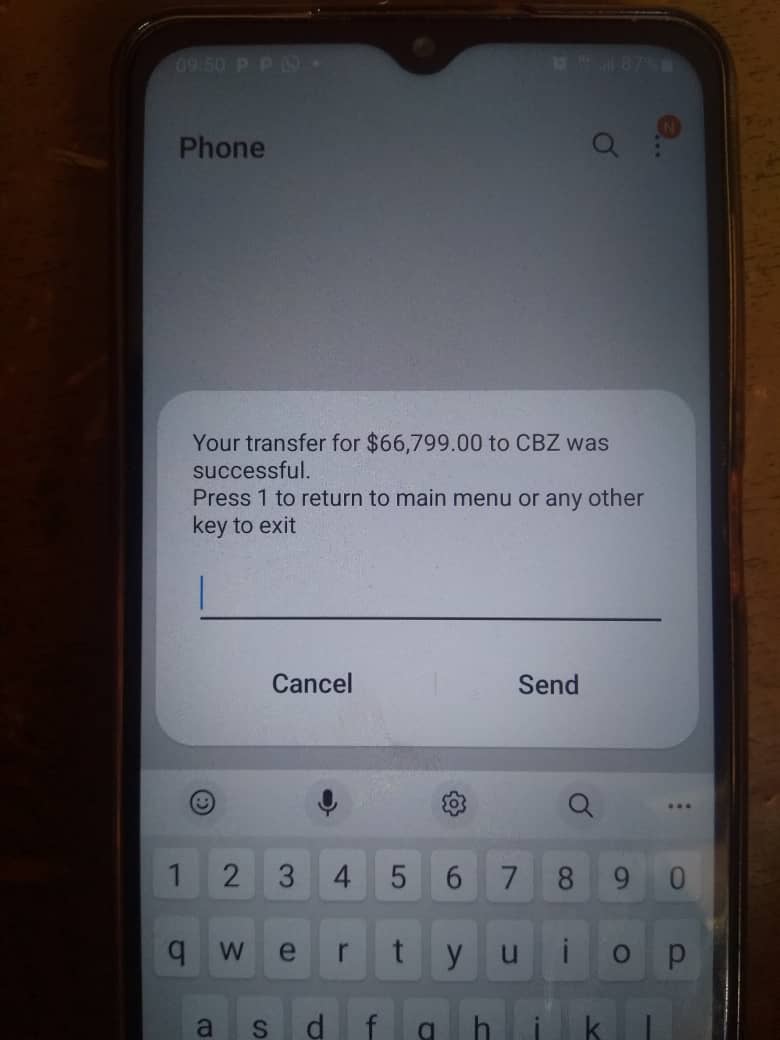 09:50 P P
87%
Phone
N
Your transfer for $66,799.00 to CBZ was
successful.
Press 1 to return to main menu or any other
key to exit
Cancel Send
1 2 3 4 5 6 7 8 9 0
q w e r t y u i o p
a s d f g h j k l